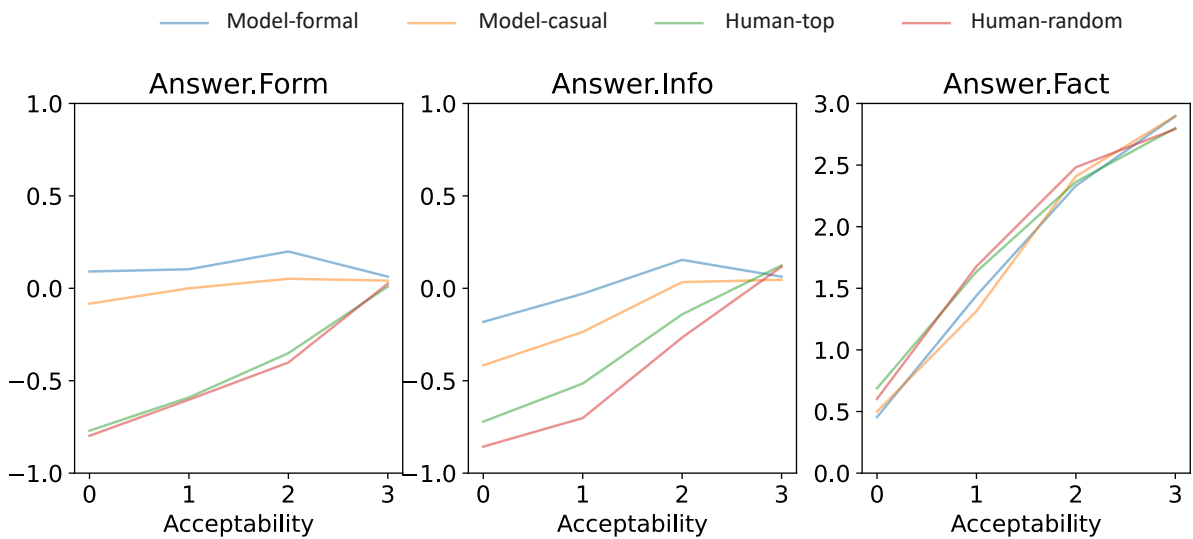 Model-formal Model-casual Human-top Human-random
Answer.Form Answer.Info Answer.Fact
1.0 1.0 3.0
2.5
0.5 0.5 2.0
0.0 0.0 1.5
1.0
−0.5 −0.5 0.5
−1.0 −1.0 0.0
0 1 2 3 0 1 2 3 0 1 2 3
Acceptability Acceptability Acceptability